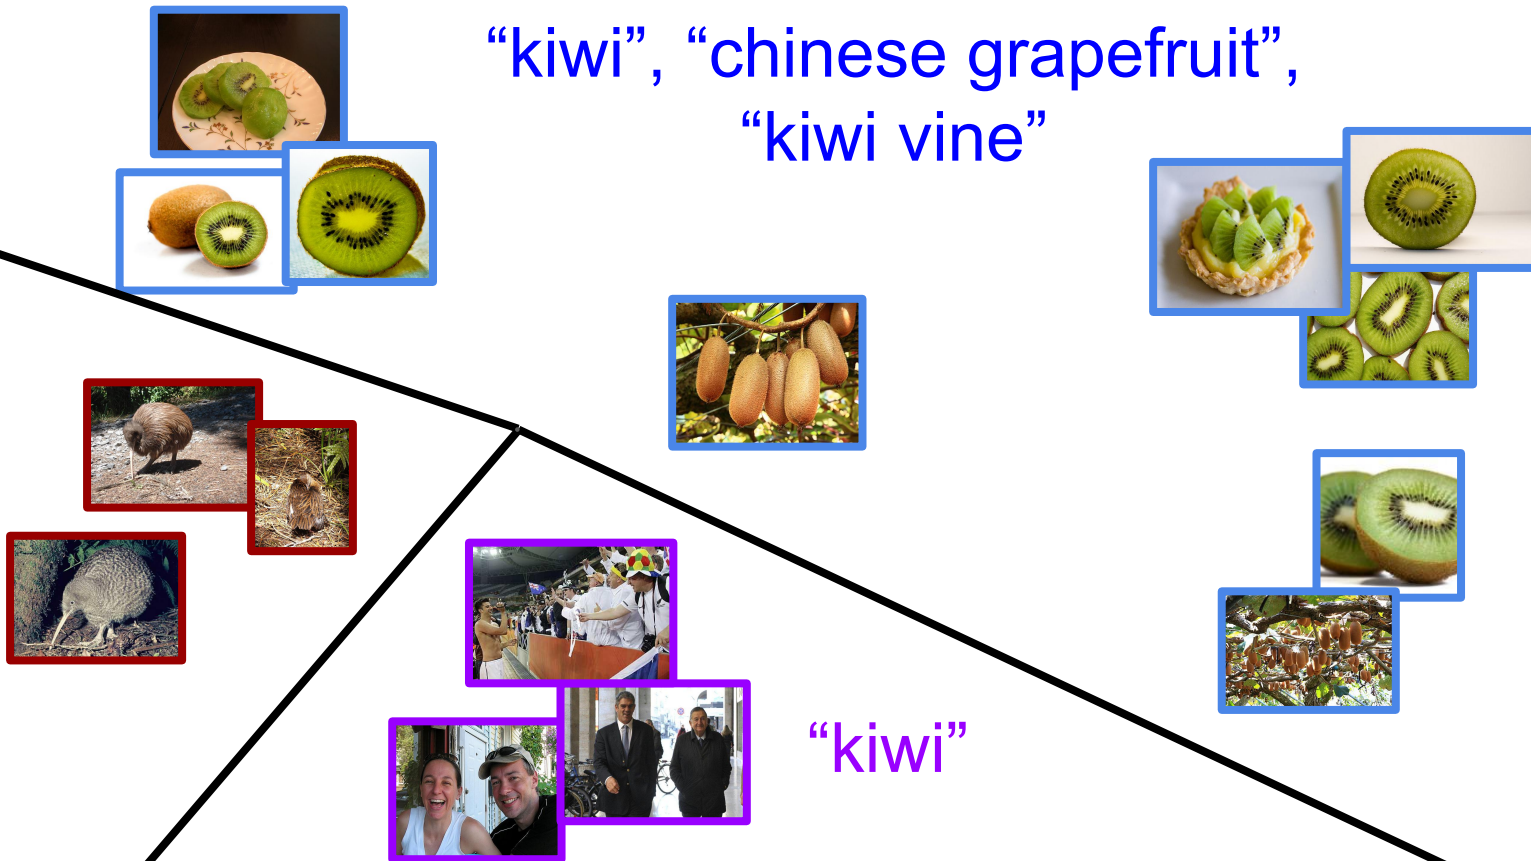 “kiwi”, “chinese grapefruit”,
“kiwi vine”
“kiwi”